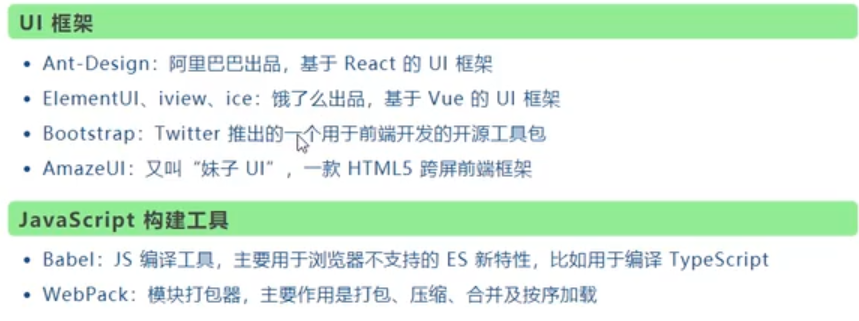 UI 框架
• Ant-Design：阿里巴巴出品，基于 React 的 UI 框架
• ElementUI、iview、ice：饿了么出品，基于 Vue 的 UI 框架
• Bootstrap：Twitter 推出的一个用于前端开发的开源工具包
• AmazeUI：又叫“妹子 UI”，一款 HTML5 跨屏前端框架
JavaScript 构建工具
• Babel：JS 编译工具，主要用于浏览器不支持的 ES 新特性，比如用于编译 TypeScript
• WebPack：模块打包器，主要作用是打包、压缩、合并及按序加载